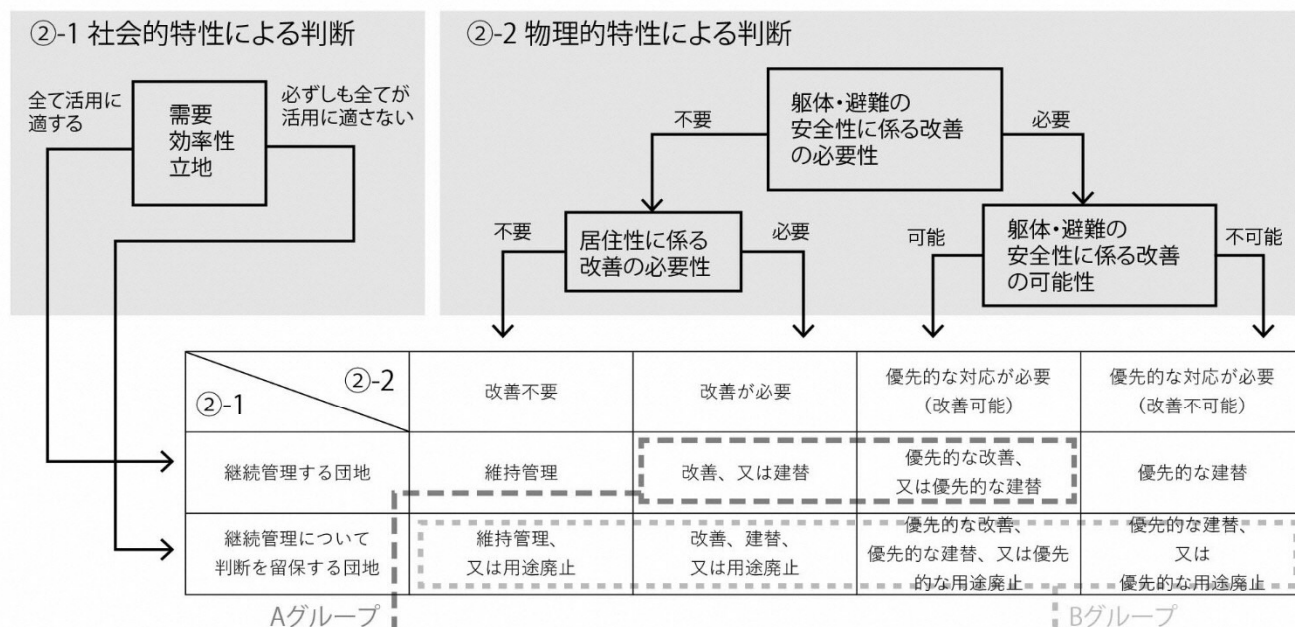 ②-1 社会的特性による判断
全て活用に
適する
需要
効率性
立地
必ずしも全てが
活用に適さない
②-2 物理的特性による判断
躯体・避難の
安全性に係る改善
の必要性
不要
必要
居住性に係る
改善の必要性
不要
必要
躯体・避難の
安全性に係る改善
の可能性
可能
不可能
②-2
②-1
改善不要
改善が必要
優先的な対応が必要
（改善可能）
優先的な対応が必要
（改善不可能）
継続管理する団地
維持管理
改善、又は建替
優先的な改善、
又は優先的な建替
優先的な建替
継続管理について
判断を留保する団地
維持管理、
又は用途廃止
改善、建替、
又は用途廃止
優先的な改善、
優先的な建替、又は優先
的な用途廃止
優先的な建替、
又は
優先的な用途廃止
Aグループ
Bグループ